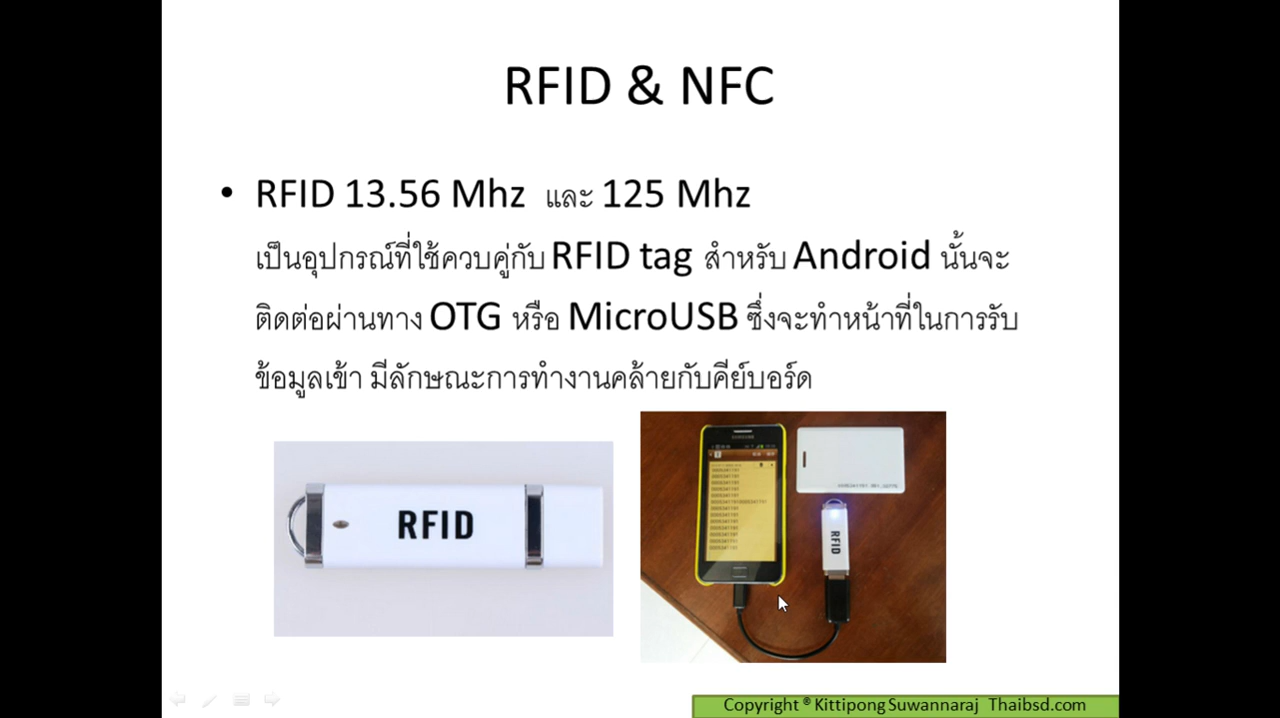 RFID & NFC
• RFID 13.56 Mhz และ 125 Mhz
เป็นอุปกรณ์ที่ใช้ควบคู่กับ RFID tag สำหรับ Android นั้นจะ
ติดต่อผ่านทาง OTG หรือ MicroUSB ซึ่งจะทำหน้าที่ในการรับ
ข้อมูลเข้า มีลักษณะการทำงานคล้ายกับคีย์บอร์ด
RFID
SAMSUNG
RFID
Copyright ® Kittipong Suwannaraj Thaibsd.com